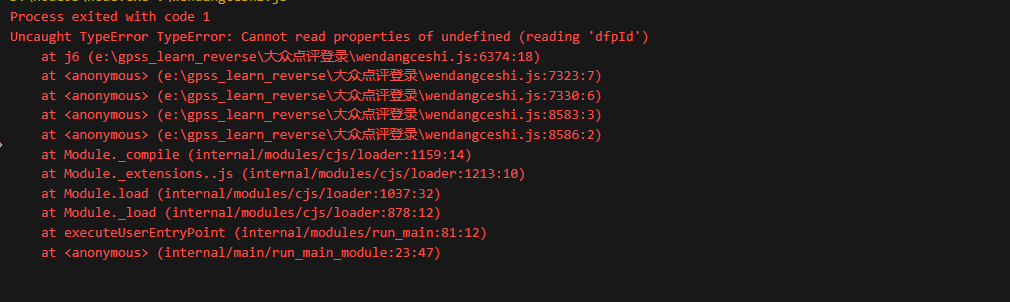 Process exited with code 1
Uncaught TypeError TypeError: Cannot read properties of undefined (reading 'dfpId')
at j6 (e:\gpss_learn_reverse\大众点评登录\wendangceshi.js:6374:18)
at <anonymous> (e:\gpss_learn_reverse\大众点评登录\wendangceshi.js:7323:7)
at <anonymous> (e:\gpss_learn_reverse\大众点评登录\wendangceshi.js:7330:6)
at <anonymous> (e:\gpss_learn_reverse\大众点评登录\wendangceshi.js:8583:3)
at <anonymous> (e:\gpss_learn_reverse\大众点评登录\wendangceshi.js:8586:2)
at Module._compile (internal/modules/cjs/loader:1159:14)
at Module._extensions..js (internal/modules/cjs/loader:1213:10)
at Module.load (internal/modules/cjs/loader:1037:32)
at Module._load (internal/modules/cjs/loader:878:12)
at executeUserEntryPoint (internal/modules/run_main:81:12)
at <anonymous> (internal/main/run_main_module:23:47)